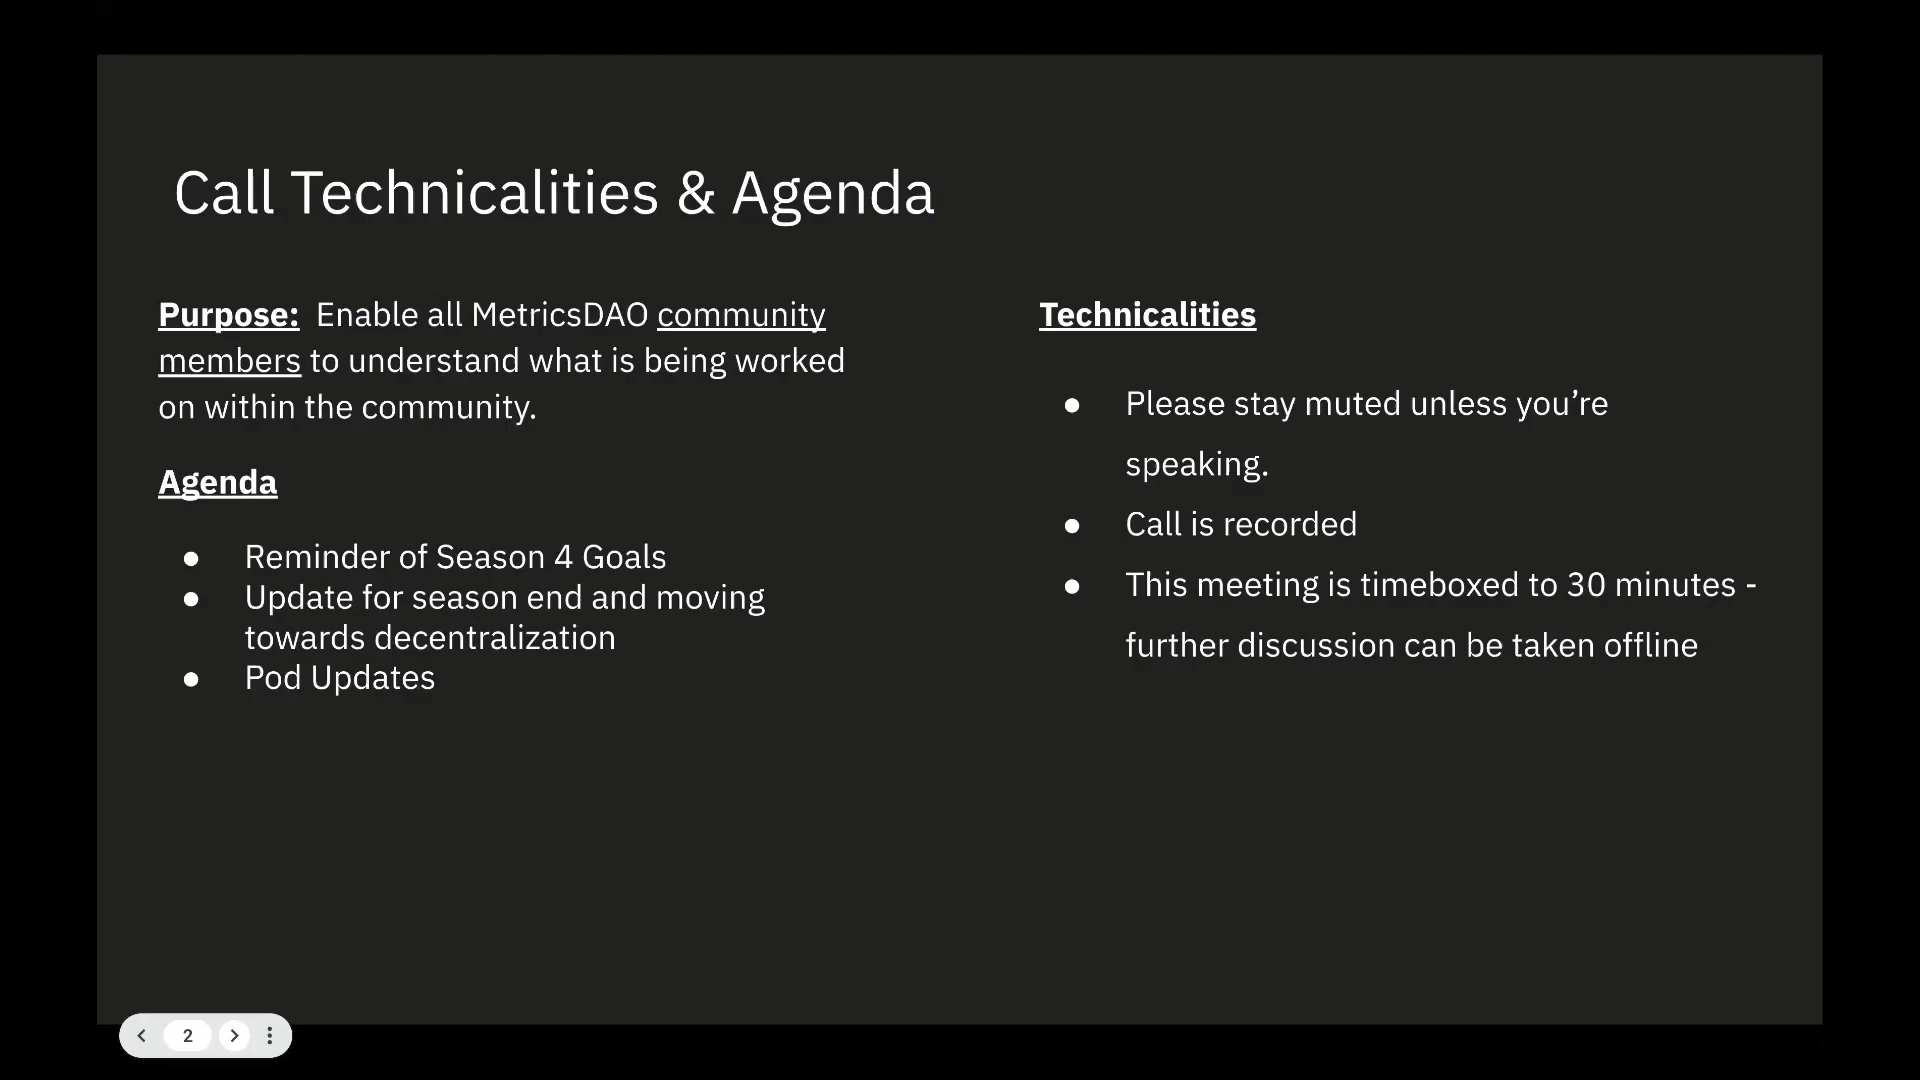 Call Technicalities & Agenda
Purpose: Enable all MetricsDAO community
members to understand what is being worked
on within the community.
Agenda
● Reminder of Season 4 Goals
● Update for season end and moving
towards decentralization
● Pod Updates
Technicalities
● Please stay muted unless you’re
speaking.
● Call is recorded
● This meeting is timeboxed to 30 minutes -
further discussion can be taken offline
2